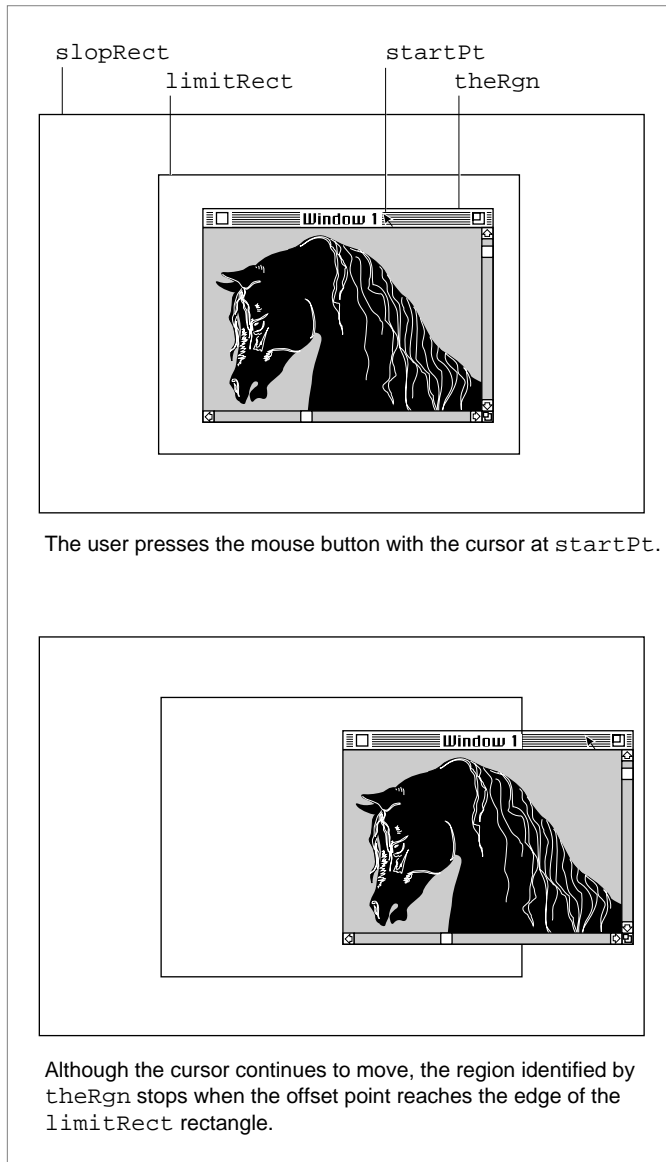 slopRect startPt
limitRect theRgn
Window 1
The user presses the mouse button with the cursor at startPt.
Window 1
Although the cursor continues to move, the region identified by
theRgn stops when the offset point reaches the edge of the
limitRect rectangle.